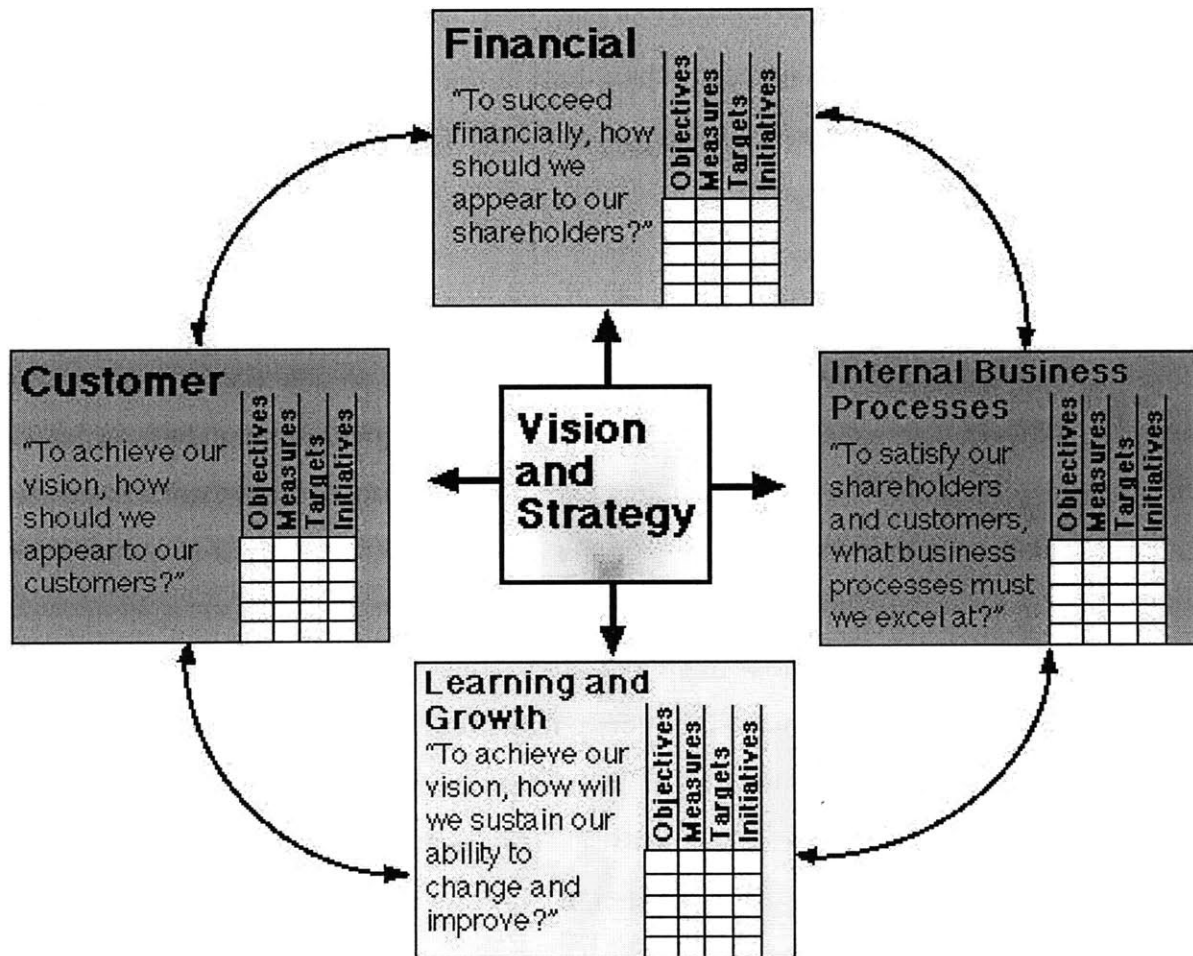 Financial
“To succeed
financially, how
should we
appear to our
shareholders?”
Objectives
Measures
Targets
Initiatives
Customer
“To achieve our
vision, how
should we
appear to our
customers?”
Objectives
Measures
Targets
Initiatives
Vision
and
Strategy
Internal Business
Processes
“To satisfy our
shareholders
and customers,
what business
processes must
we excel at?”
Objectives
Measures
Targets
Initiatives
Learning and
Growth
“To achieve our
vision, how will
we sustain our
ability to
change and
improve?”
Objectives
Measures
Targets
Initiatives